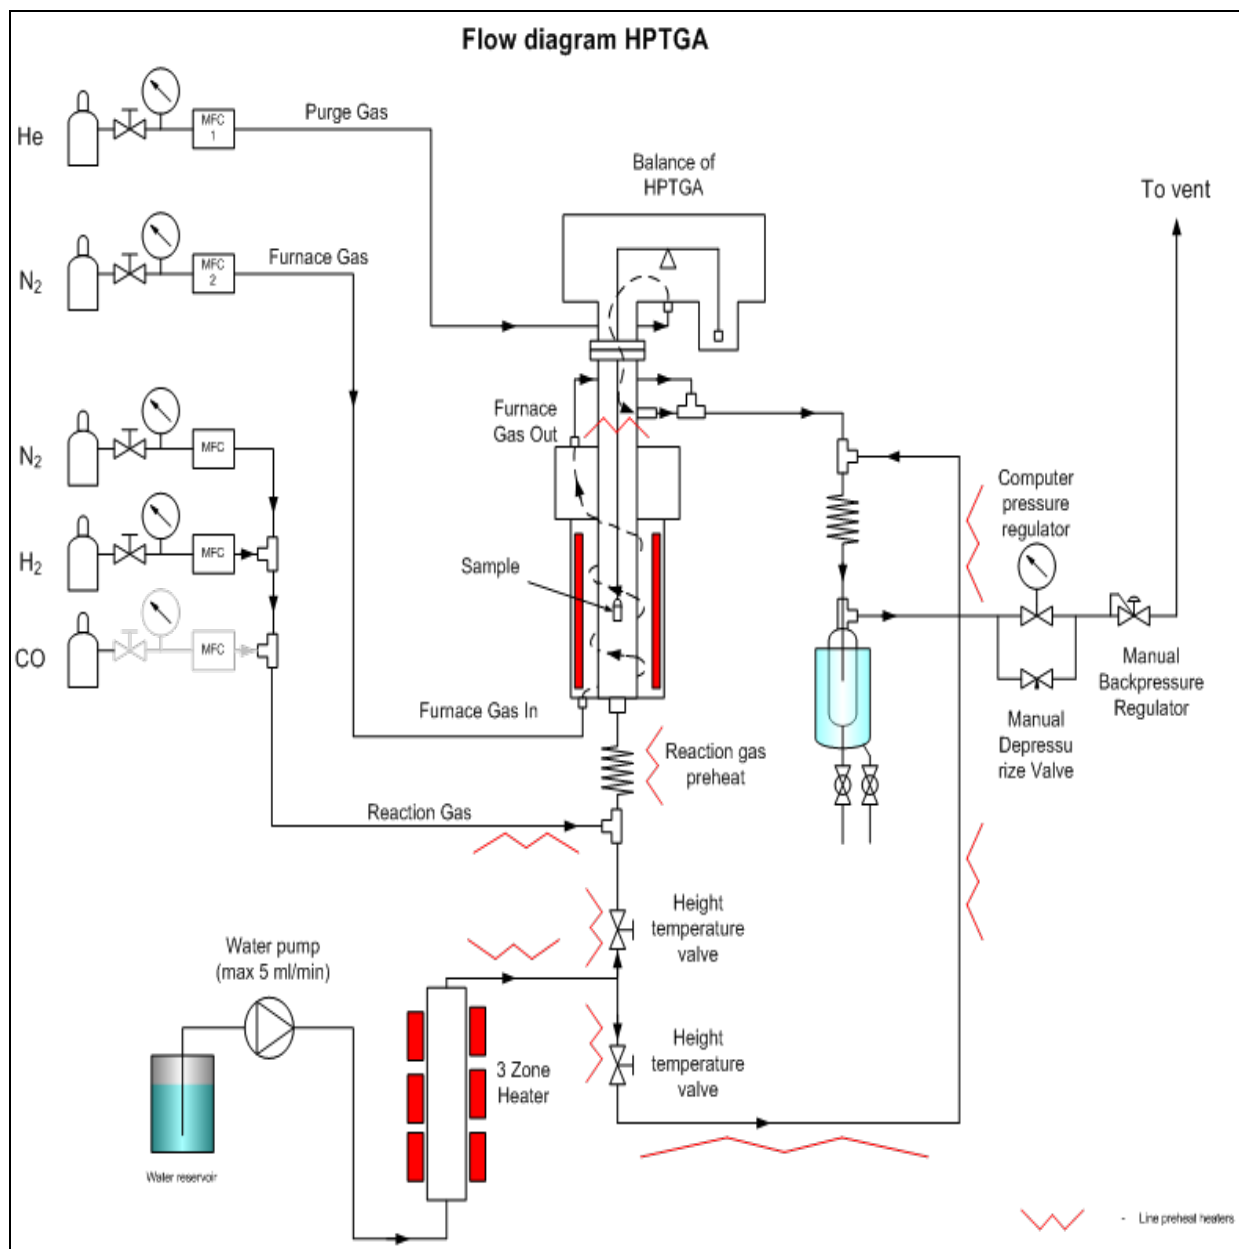 Flow diagram HPTGA
He
MFC
1
Purge Gas
Balance of
HPTGA
To vent
N2
MFC
2
Furnace Gas
N2
MFC
Furnace
Gas Out
Computer
pressure
regulator
H2
MFC
Sample
CO
MFC
Manual
Backpressure
Regulator
Furnace Gas In
Manual
Depressu
rize Valve
Reaction gas
preheat
Reaction Gas
Height
temperature
valve
Water pump
(max 5 ml/min)
Height
temperature
valve
3 Zone
Heater
Water reservoir
- Line preheat heaters